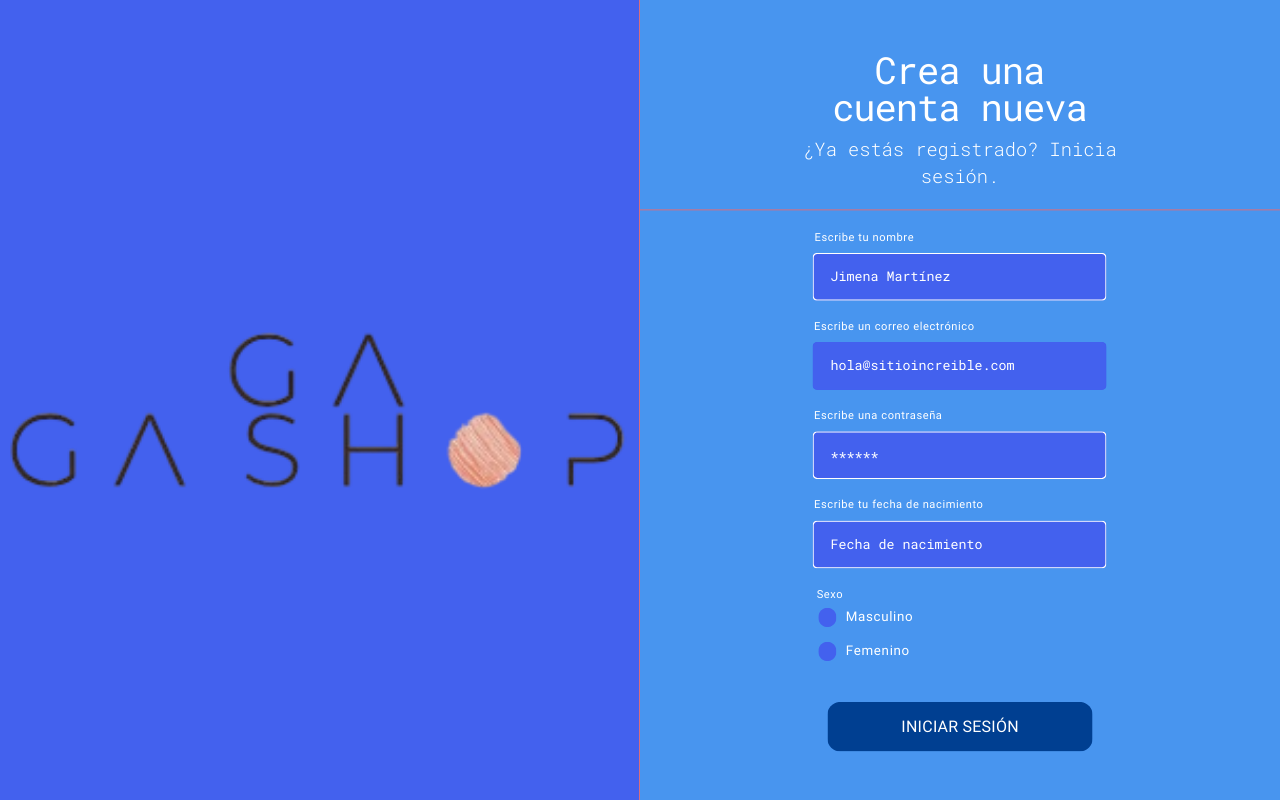 GA
GA SHOP
Crea una
cuenta nueva
¿Ya estás registrado? Inicia
sesión.
Escribe tu nombre
Jimena Martínez
Escribe un correo electrónico
hola@sitioincreible.com
Escribe una contraseña
******
Escribe tu fecha de nacimiento
Fecha de nacimiento
Sexo
Masculino
Femenino
INICIAR SESIÓN